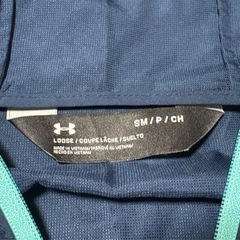 SM/P/CH
LOOSE/COUPE LÂCHE/SUELTO
MADE IN VIETNAM/FABRIQUÉ AU VIETNAM/
HECHO EN VIETNAM